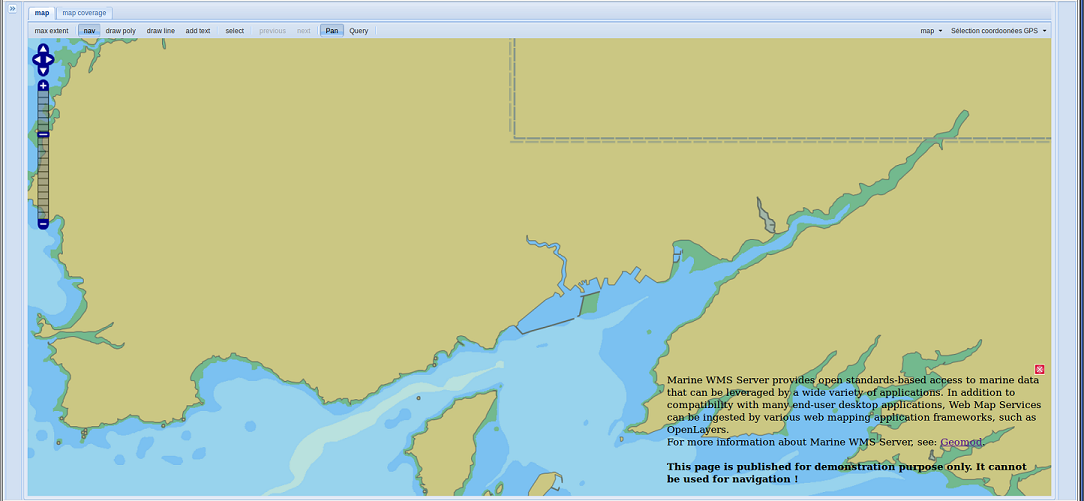 map map coverage
max extent nav draw poly draw line add text select previous next Pan Query map Sélection coordoonées GPS
Marine WMS Server provides open standards-based access to marine data
that can be leveraged by a wide variety of applications. In addition to
compatibility with many end-user desktop applications, Web Map Services
can be ingested by various web mapping application frameworks, such as
OpenLayers.
For more information about Marine WMS Server, see: Geomod.
This page is published for demonstration purpose only. It cannot
be used for navigation !